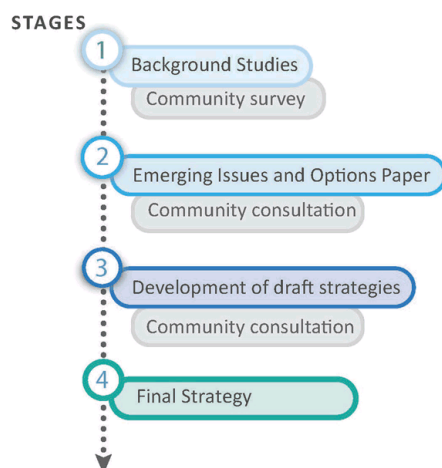 STAGES
1
Background Studies
Community survey
2
Emerging Issues and Options Paper
Community consultation
3
Development of draft strategies
Community consultation
4
Final Strategy